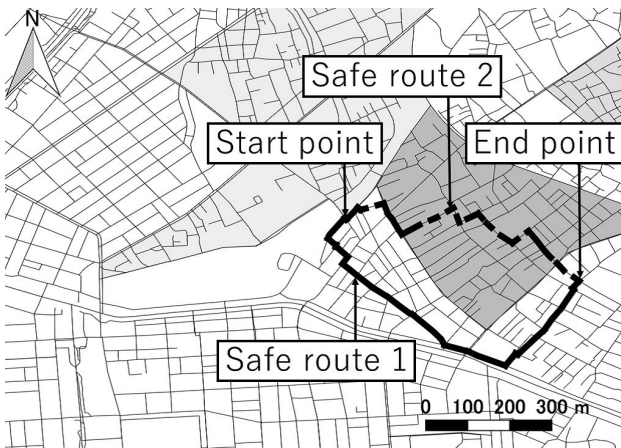 N
Safe route 2
Start point
End point
Safe route 1
0 100 200 300 m